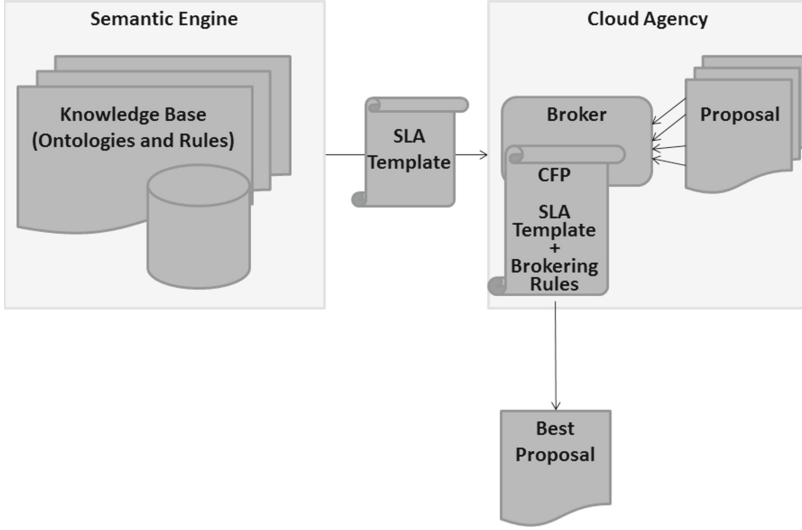 Semantic Engine
Knowledge Base
(Ontologies and Rules)
SLA
Template
Cloud Agency
Broker
Proposal
CFP
SLA
Template
+
Brokering
Rules
Best
Proposal